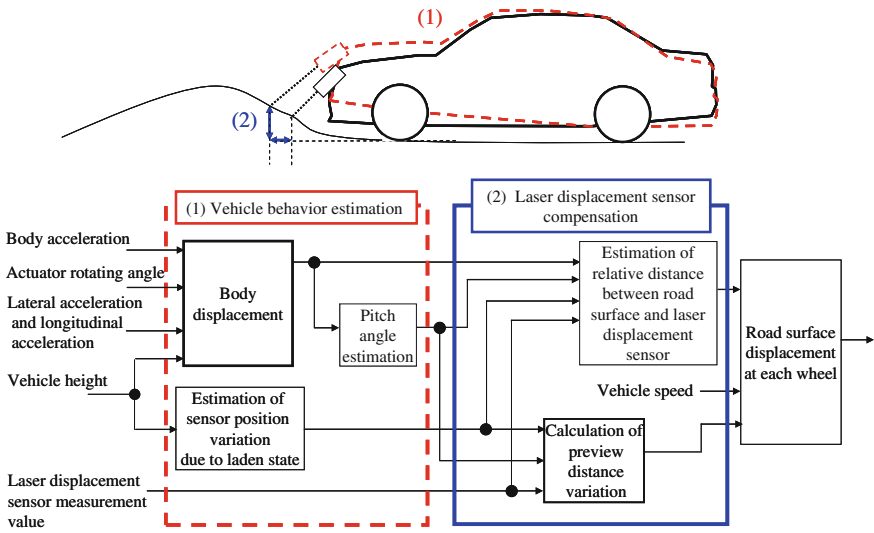 (1)
(2)
(1) Vehicle behavior estimation
(2) Laser displacement sensor
compensation
Body acceleration
Actuator rotating angle
Lateral acceleration
and longitudinal
acceleration
Vehicle height
Laser displacement
sensor measurement
value
Body
displacement
Pitch
angle
estimation
Estimation of
sensor position
variation
due to laden state
Estimation of
relative distance
between road
surface and laser
displacement
sensor
Vehicle speed
Calculation of
preview
distance
variation
Road surface
displacement
at each wheel